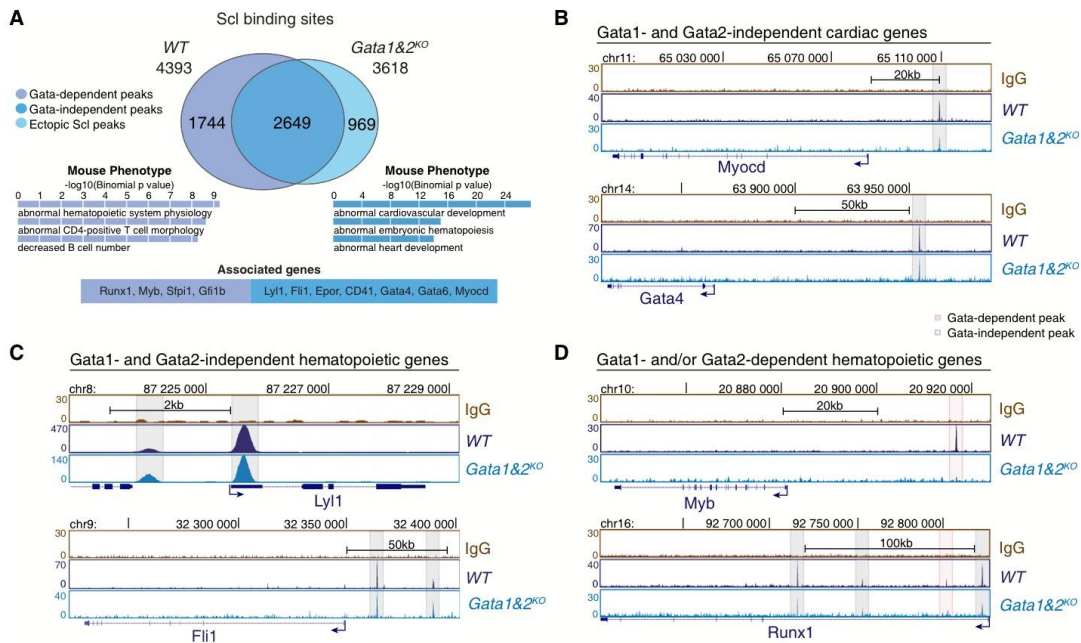 A
Scl binding sites
WT
4393
Gata1&2KO
3618
Gata-dependent peaks
Gata-independent peaks
Ectopic Scl peaks
1744
2649
969
Mouse Phenotype
-log10(Binomial p value)
0 1 2 3 4 5 6 7 8 9
abnormal hematopoietic system physiology
abnormal CD4-positive T cell morphology
decreased B cell number
Mouse Phenotype
-log10(Binomial p value)
0 4 8 12 16 20 24
abnormal cardiovascular development
abnormal embryonic hematopoiesis
abnormal heart development
Associated genes
Runx1, Myb, Sfpi1, Gfi1b
Lyl1, Fli1, Epor, CD41, Gata4, Gata6, Myocd
B
Gata1- and Gata2-independent cardiac genes
chr11: 65 030 000 65 070 000 65 110 000
30
0
20kb
IgG
40
0
WT
30
0
Gata1&2KO
Myocd
chr14: 63 900 000 63 950 000
30
0
50kb
IgG
70
0
WT
30
0
Gata1&2KO
Gata4
Gata-dependent peak
Gata-independent peak
C
Gata1- and Gata2-independent hematopoietic genes
chr8: 87 225 000 87 227 000 87 229 000
30
0
2kb
IgG
470
0
WT
140
0
Gata1&2KO
Lyl1
chr9: 32 300 000 32 350 000 32 400 000
30
0
50kb
IgG
70
0
WT
40
0
Gata1&2KO
Fli1
D
Gata1- and/or Gata2-dependent hematopoietic genes
chr10: 20 880 000 20 900 000 20 920 000
30
0
20kb
IgG
30
0
WT
30
0
Gata1&2KO
Myb
chr16: 92 700 000 92 750 000 92 800 000
30
0
100kb
IgG
40
0
WT
30
0
Gata1&2KO
Runx1